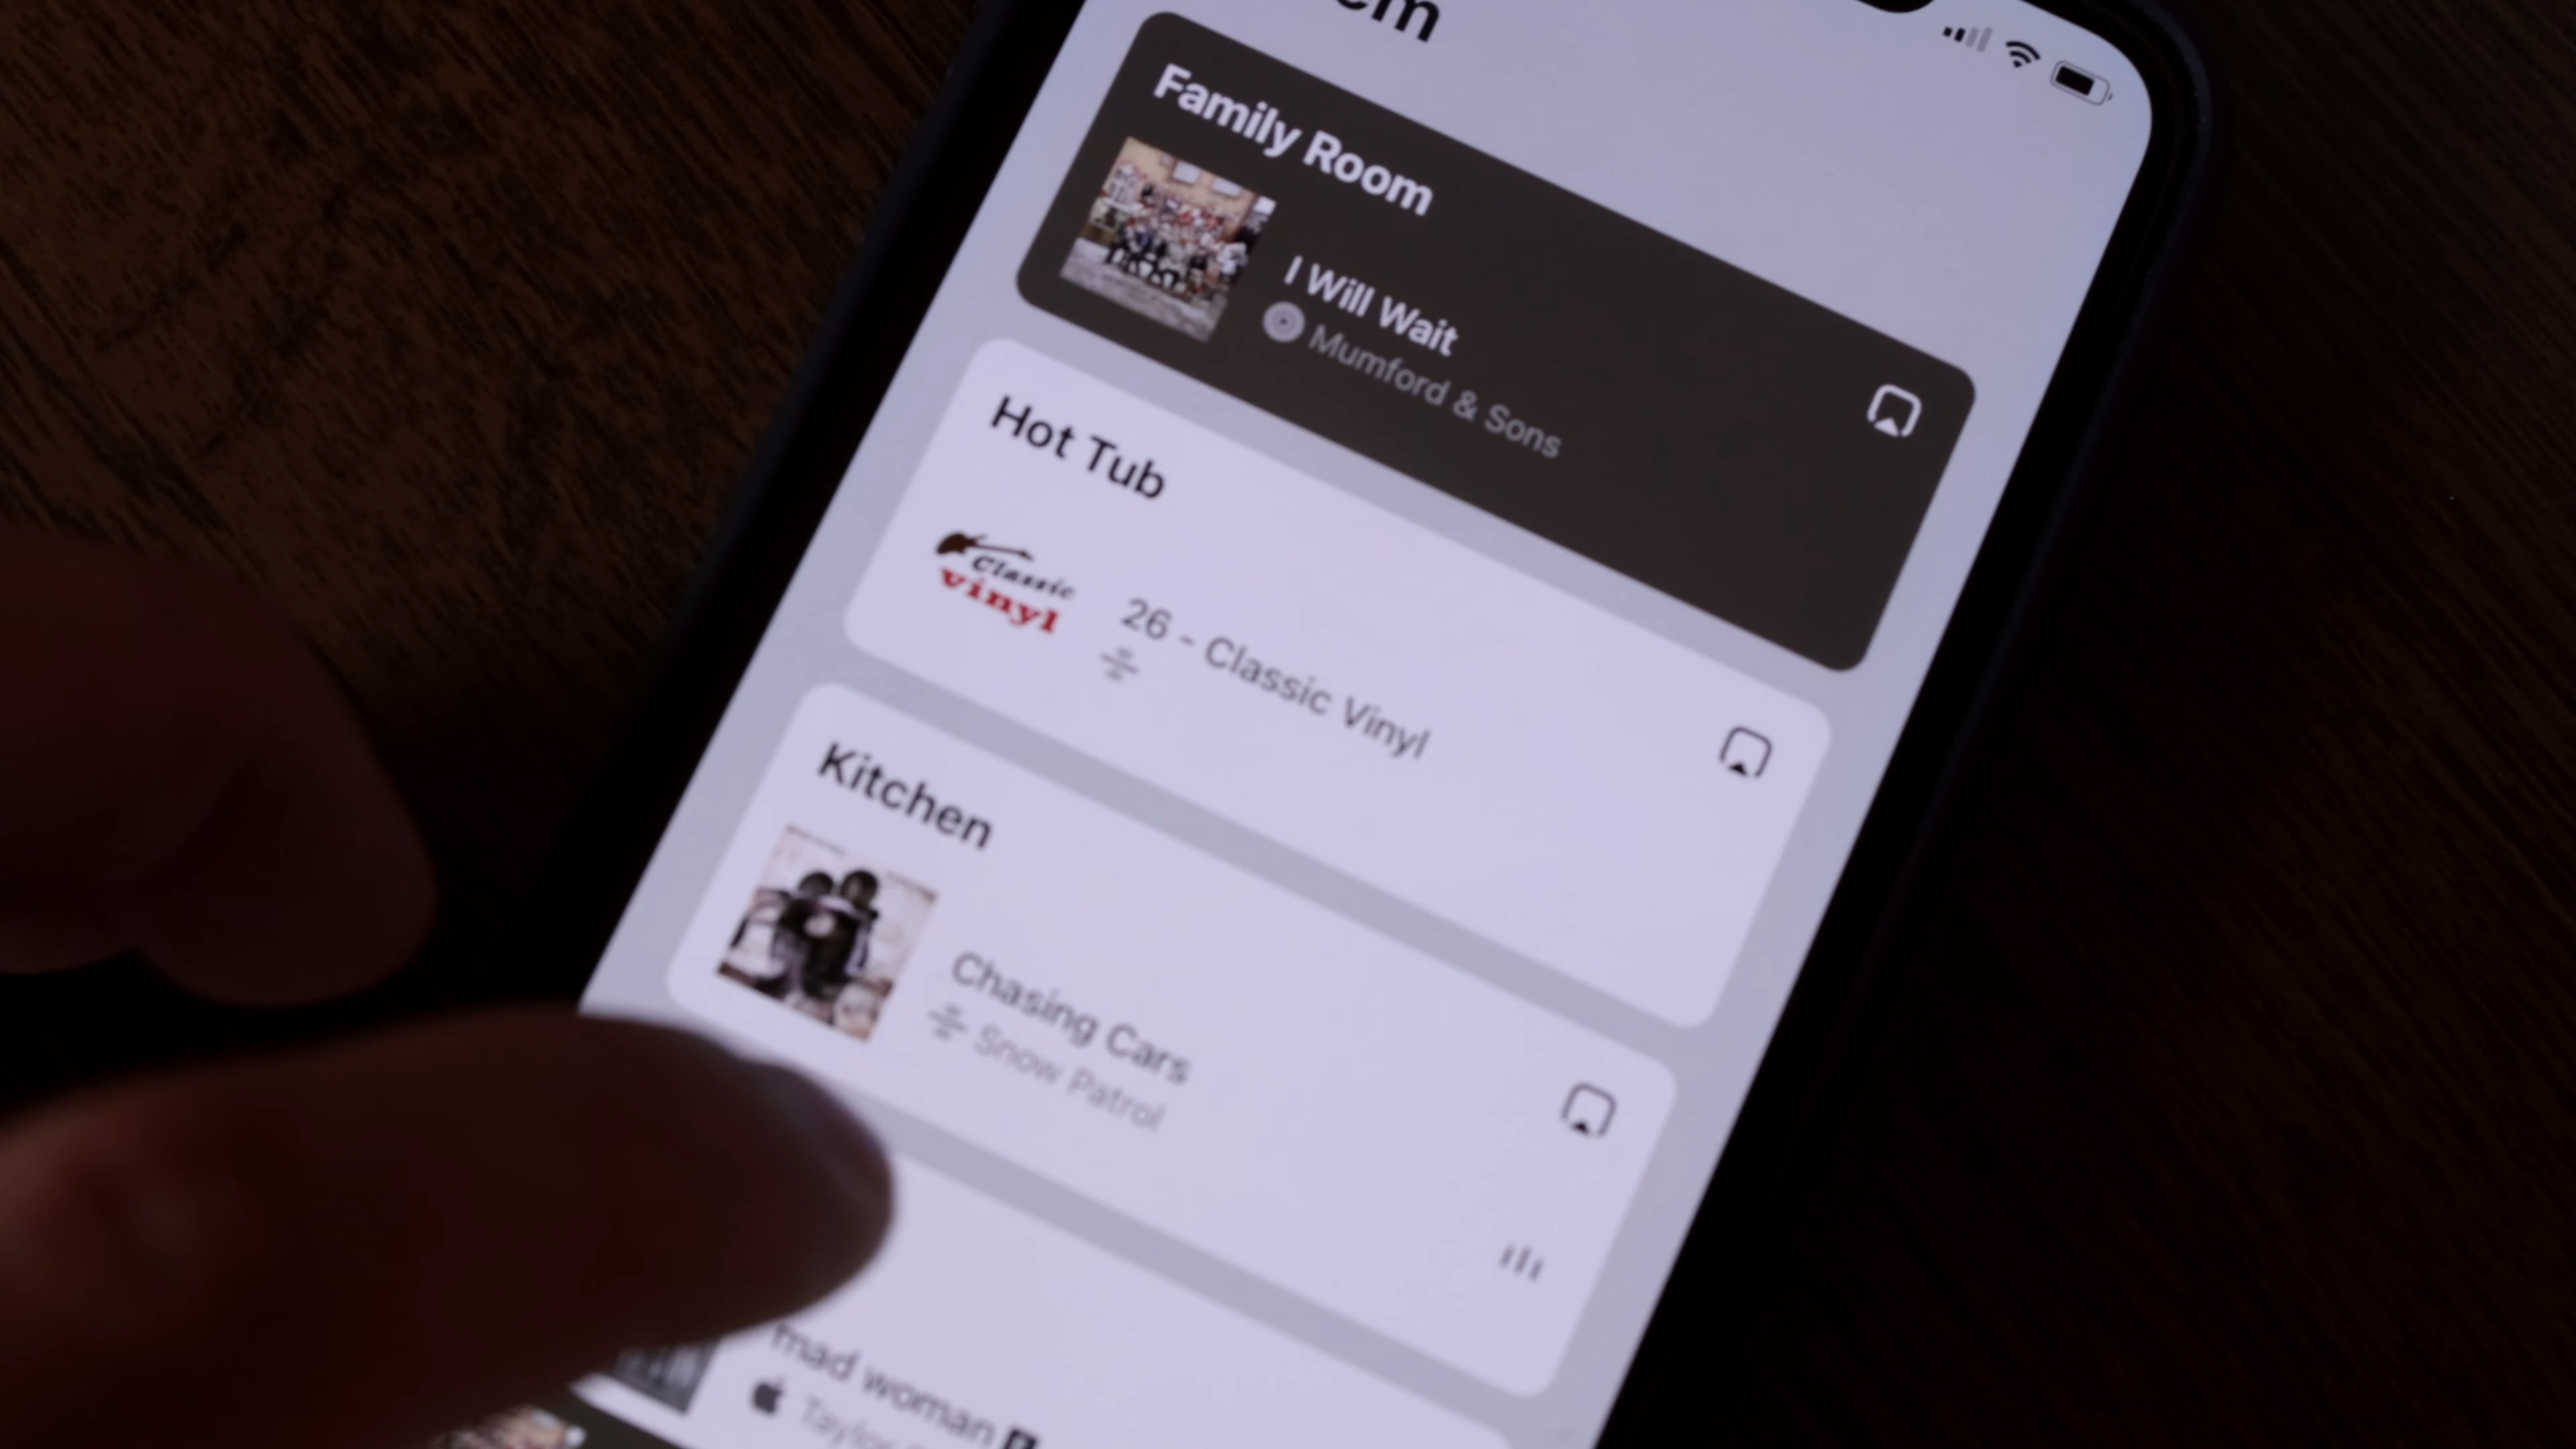 Family Room
I Will Wait
Mumford & Sons
Hot Tub
Classic
vinyl
26 - Classic Vinyl
Kitchen
Chasing Cars
Snow Patrol
mad woman
Taylor